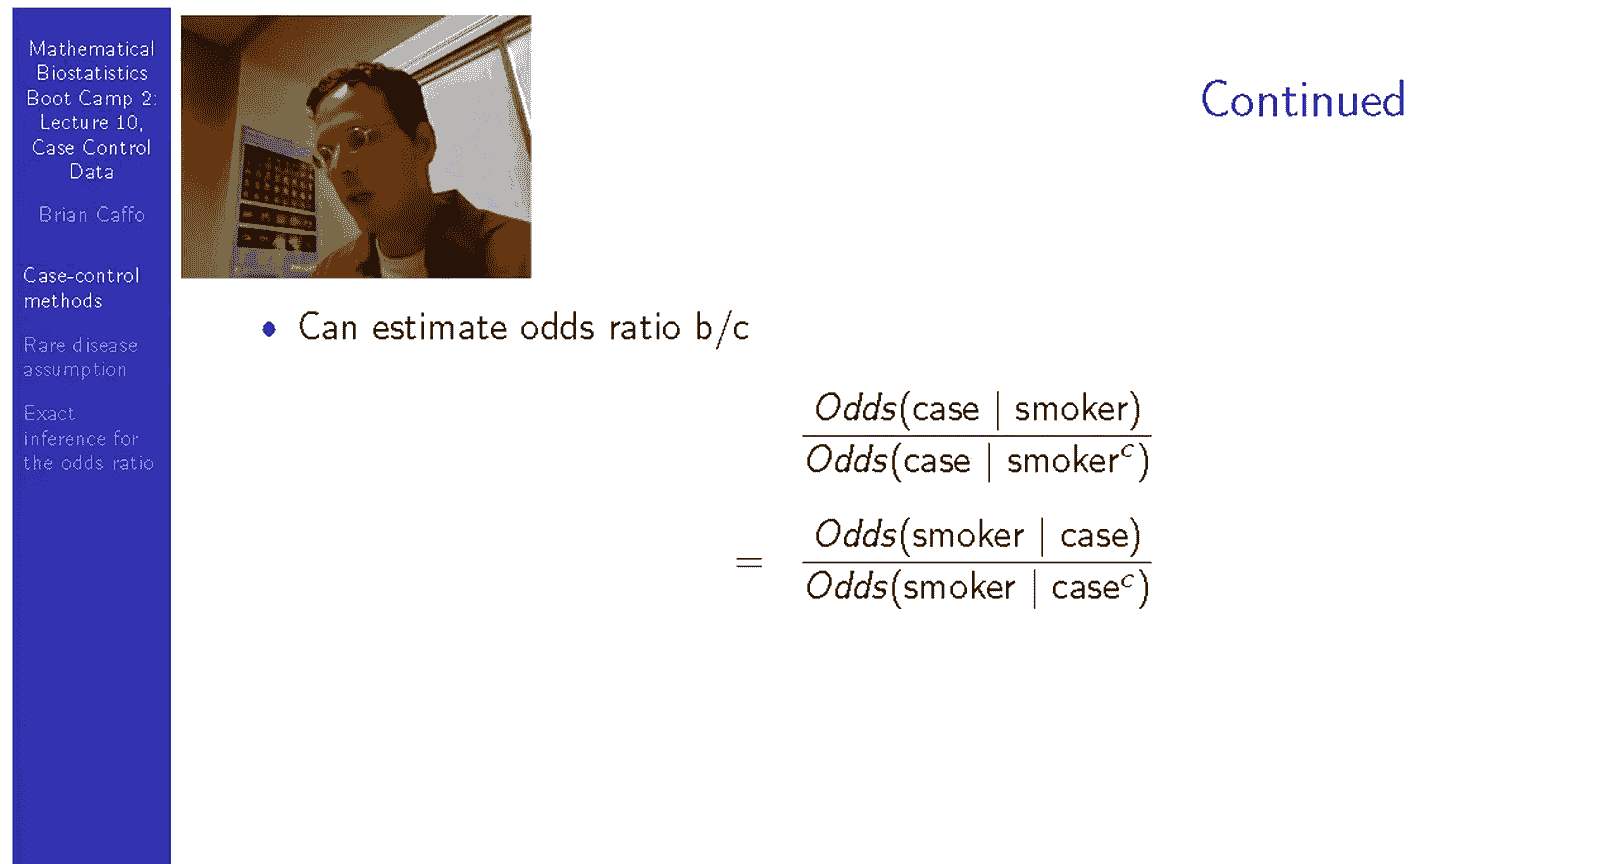 Mathematical
Biostatistics
Boot Camp 2:
Lecture 10,
Case Control
Data
Brian Caffo
Case-control
methods
Rare disease
assumption
Exact
inference for
the odds ratio
Continued
• Can estimate odds ratio b/c
Odds(case | smoker)
Odds(case | smokerᶜ)
=
Odds(smoker | case)
Odds(smoker | caseᶜ)